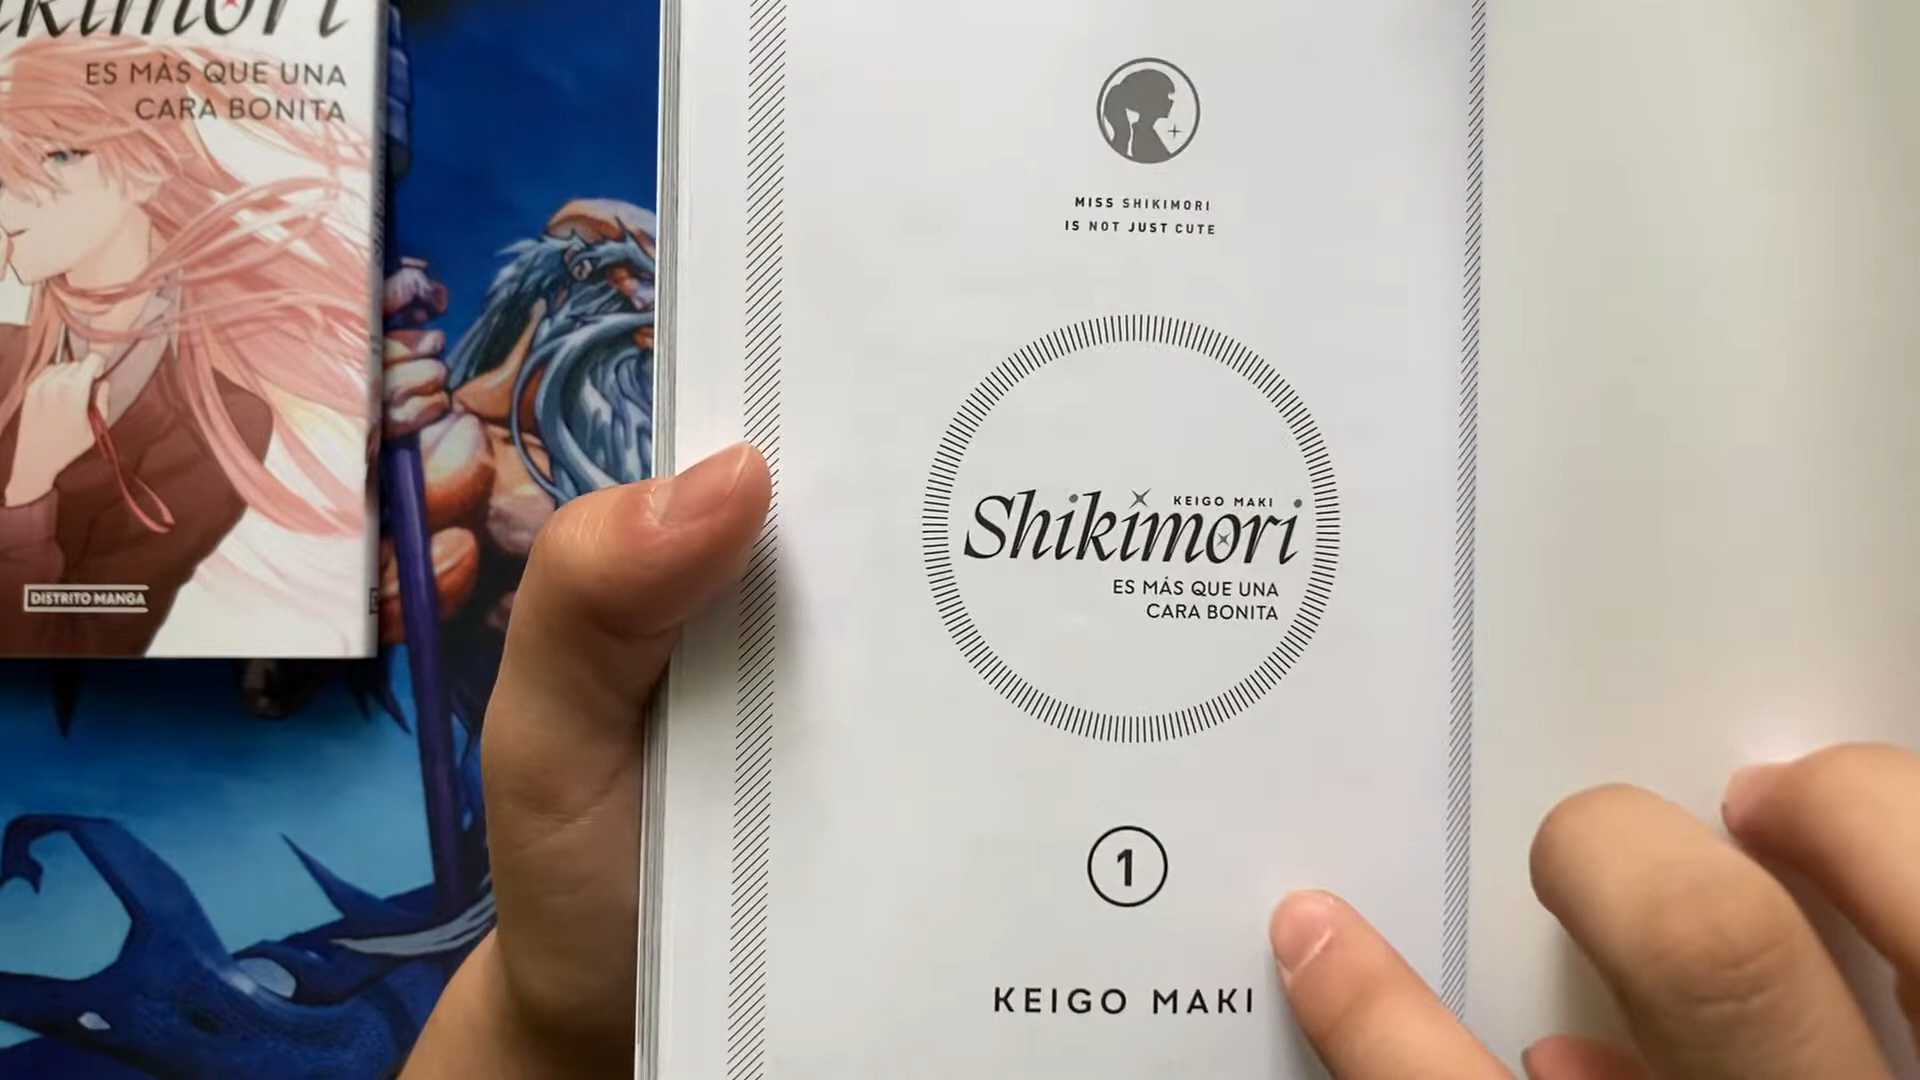 ES MÁS QUE UNA
CARA BONITA
DISTRITO MANGA
MISS SHIKIMORI
IS NOT JUST CUTE
KEIGO MAKI
Shikimori
ES MÁS QUE UNA
CARA BONITA
1
KEIGO MAKI